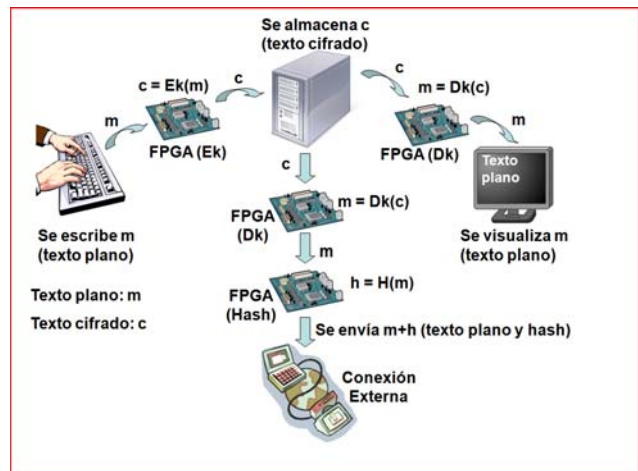 Se almacena c
(texto cifrado)
c = Ek(m)
c
c
m = Dk(c)
m
m
FPGA (Ek)
FPGA (Dk)
Texto
plano
c
Se escribe m
(texto plano)
FPGA
(Dk)
m = Dk(c)
Se visualiza m
(texto plano)
m
Texto plano: m
Texto cifrado: c
FPGA
(Hash)
h = H(m)
Se envía m+h (texto plano y hash)
Conexión
Externa